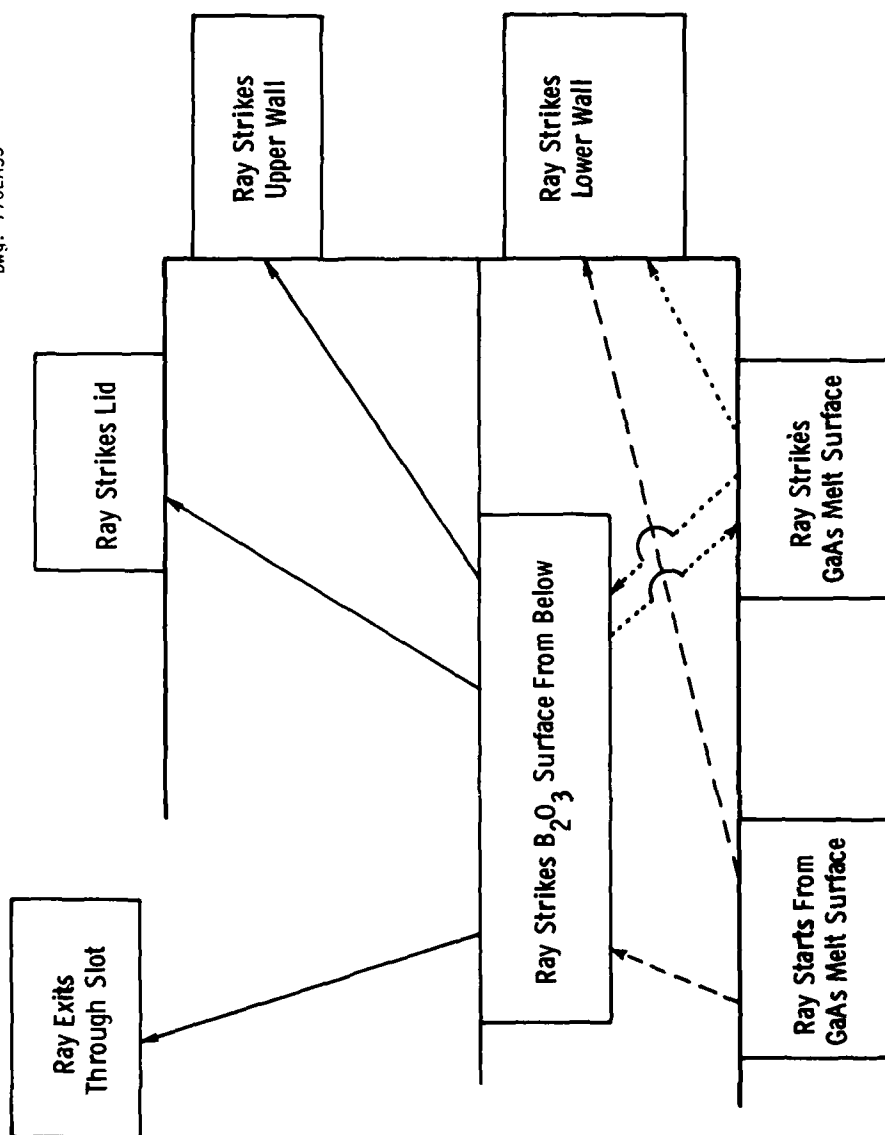 Ray Exits
Through Slot
Ray Strikes Lid
Ray Strikes
Upper Wall
Ray Strikes B₂O₃ Surface From Below
Ray Strikes
Lower Wall
Ray Starts From
GaAs Melt Surface
Ray Strikes
GaAs Melt Surface